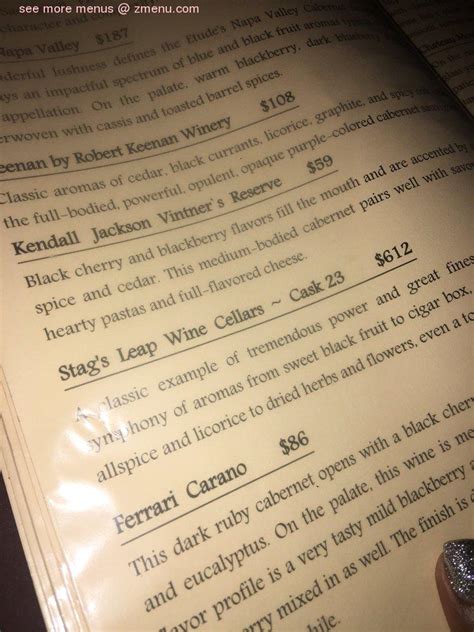 see more menus @ zmenu.com
character and
Napa Valley $187
lushness defines the Etude's Napa Valley
an impactful spectrum of blue and black fruit aromas
appellation. On the palate, warm blackberry, dark blueberry
with cassis and toasted barrel spices.
by Robert Keenan Winery $108
Classic aromas of cedar, black currants, licorice, graphite, and spicy
the full-bodied, powerful, opulent, opaque purple-colored cabernet
Kendall Jackson Vintner's Reserve $59
Black cherry and blackberry flavors fill the mouth and are accented by
spice and cedar. This medium-bodied cabernet pairs well with
hearty pastas and full-flavored cheese.
Stag's Leap Wine Cellars ~ Cask 23 $612
A classic example of tremendous power and great
symphony of aromas from sweet black fruit to cigar box,
allspice and licorice to dried herbs and flowers, even a
Ferrari Carano $86
This dark ruby cabernet opens with a black
and eucalyptus. On the palate, this wine is
profile is a very tasty mild blackberry
mixed in as well. The finish is